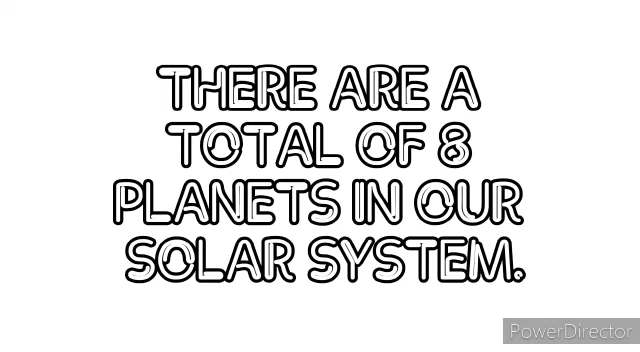 THERE ARE A
TOTAL OF 8
PLANETS IN OUR
SOLAR SYSTEM.
PowerDirector